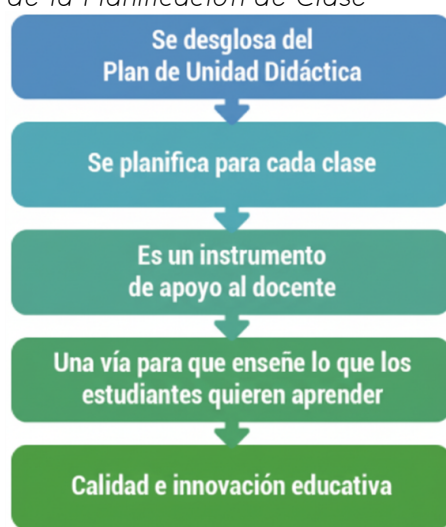 de la Planificación de Clase
Se desglosa del
Plan de Unidad Didáctica
Se planifica para cada clase
Es un instrumento
de apoyo al docente
Una vía para que enseñe lo que los
estudiantes quieren aprender
Calidad e innovación educativa